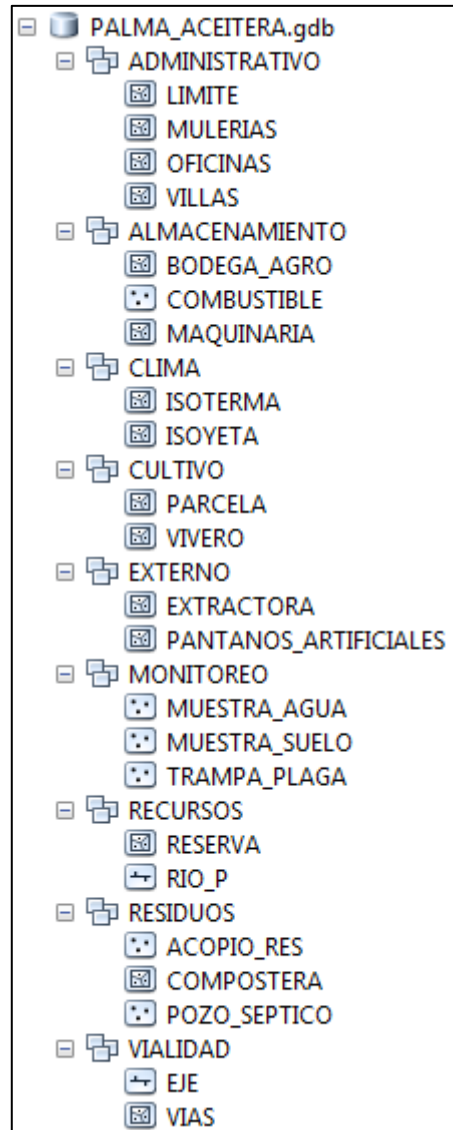 PALMA_ACEITERA.gdb
ADMINISTRATIVO
LIMITE
MULERIAS
OFICINAS
VILLAS
ALMACENAMIENTO
BODEGA_AGRO
COMBUSTIBLE
MAQUINARIA
CLIMA
ISOTERMA
ISOYETA
CULTIVO
PARCELA
VIVERO
EXTERNO
EXTRACTORA
PANTANOS_ARTIFICIALES
MONITOREO
MUESTRA_AGUA
MUESTRA_SUELO
TRAMPA_PLAGA
RECURSOS
RESERVA
RIO_P
RESIDUOS
ACOPIO_RES
COMPOSTERA
POZO_SEPTICO
VIALIDAD
EJE
VIAS